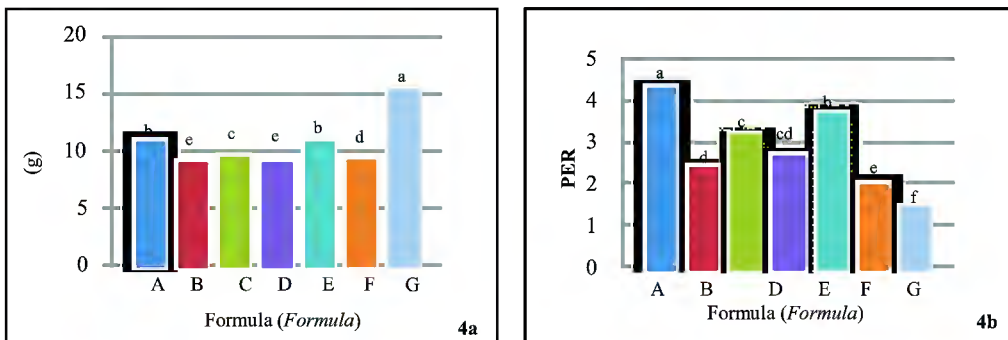 20
15
10
5
0
(g)
b
e
c
e
b
d
a
A B C D E F G
Formula (Formula)
4a
5
4
3
2
1
0
PER
a
d
c
cd
b
e
f
A B D E F G
Formula (Formula)
4b